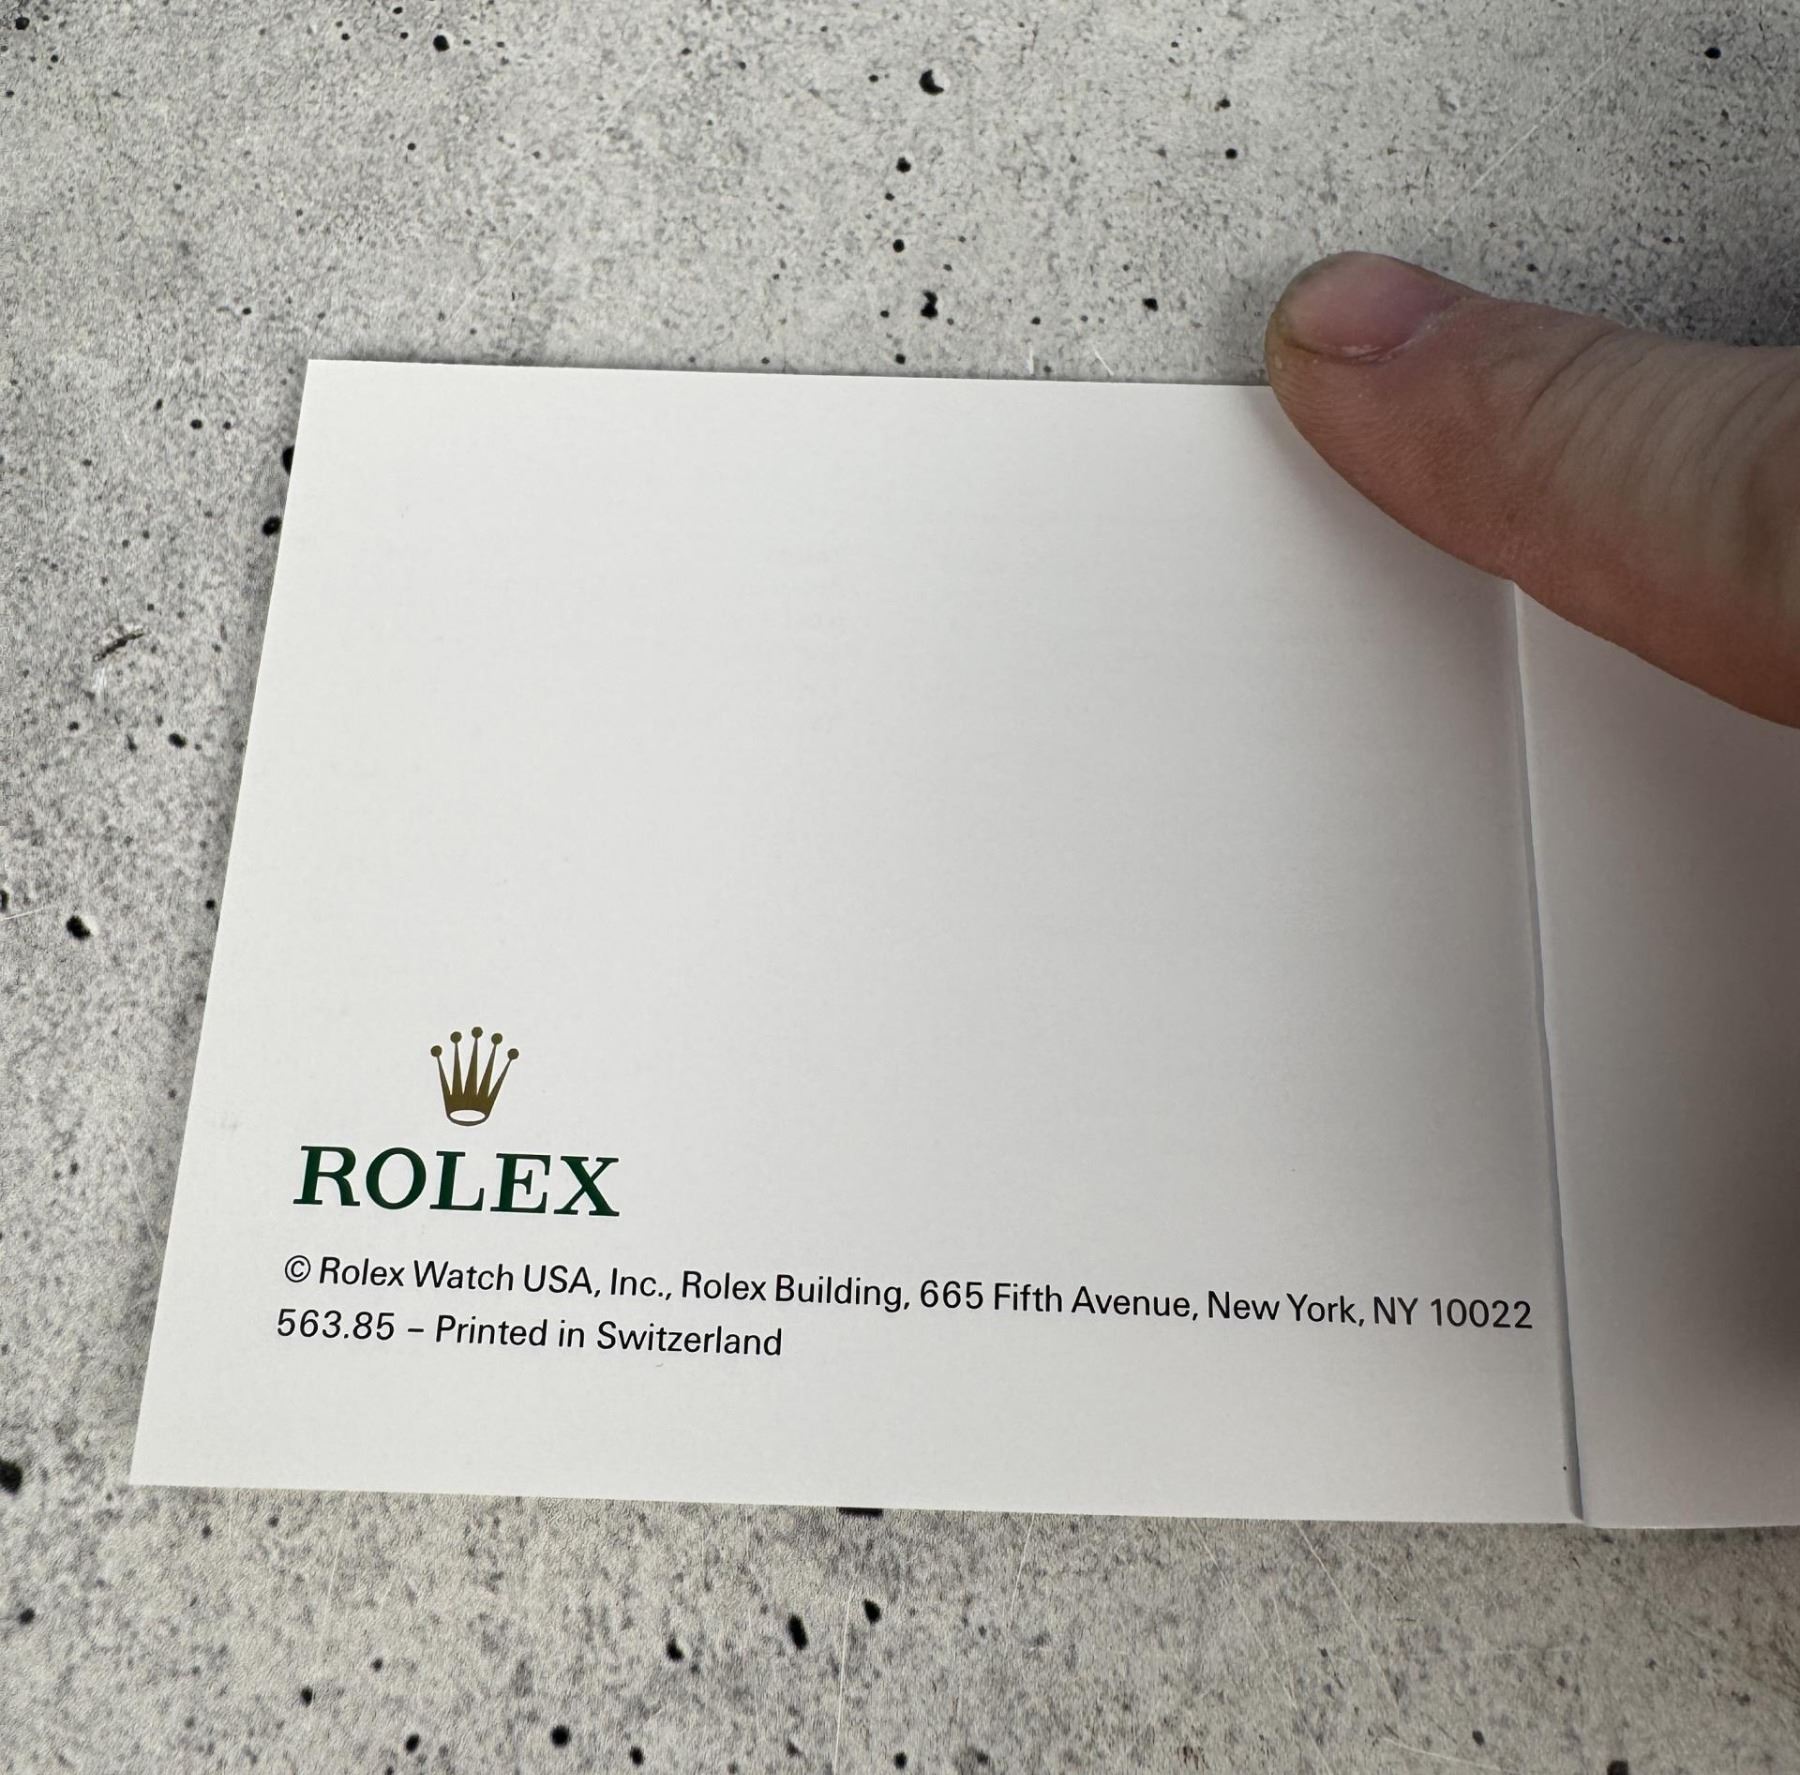 ROLEX
© Rolex Watch USA, Inc., Rolex Building, 665 Fifth Avenue, New York, NY 10022
563.85 – Printed in Switzerland